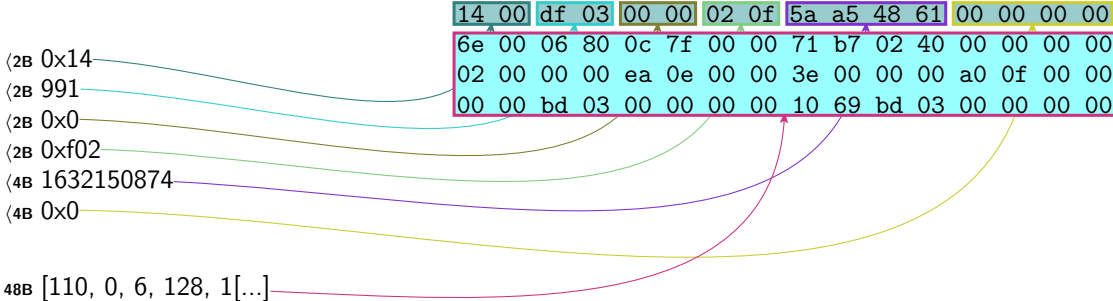 14 00 df 03 00 00 02 0f 5a a5 48 61 00 00 00 00
6e 00 06 80 0c 7f 00 00 71 b7 02 40 00 00 00 00
02 00 00 00 ea 0e 00 00 3e 00 00 00 a0 0f 00 00
00 00 bd 03 00 00 00 00 10 69 bd 03 00 00 00 00
⟨2B 0x14
⟨2B 991
⟨2B 0x0
⟨2B 0xf02
⟨4B 1632150874
⟨4B 0x0
48B [110, 0, 6, 128, 1[...]